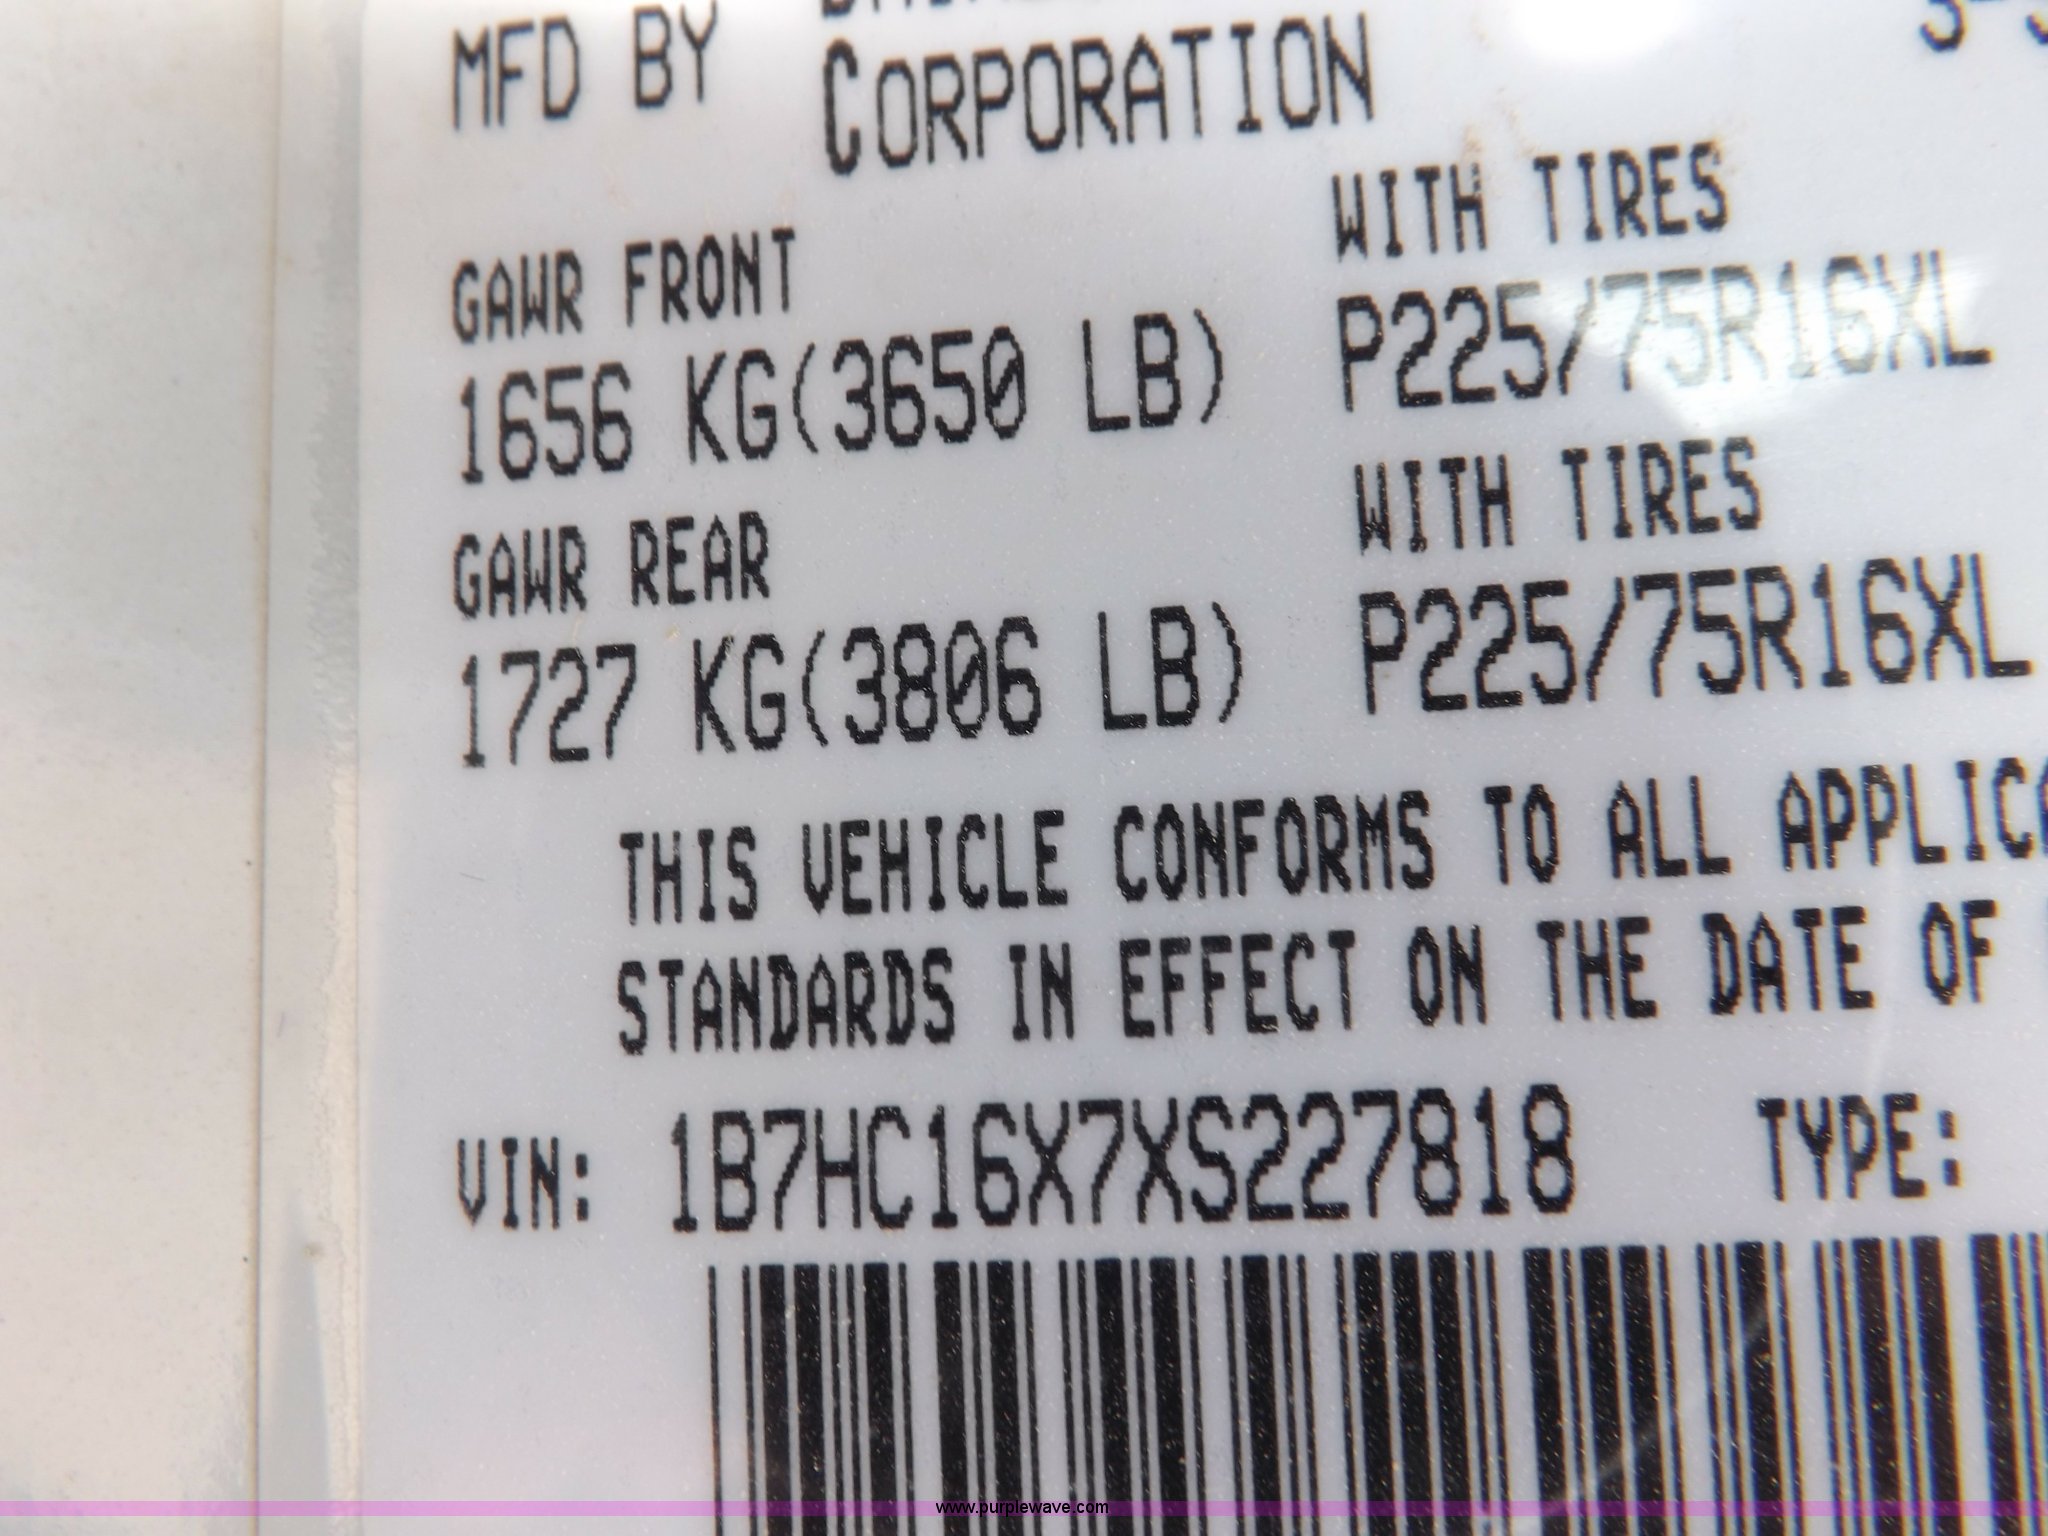 MFD BY
CORPORATION
GAWR FRONT WITH TIRES
1656 KG(3650 LB) P225/75R16XL
GAWR REAR WITH TIRES
1727 KG(3806 LB) P225/75R16XL
THIS VEHICLE CONFORMS TO ALL
STANDARDS IN EFFECT ON THE DATE OF
VIN: 1B7HC16X7XS227818 TYPE:
www.purplewave.com